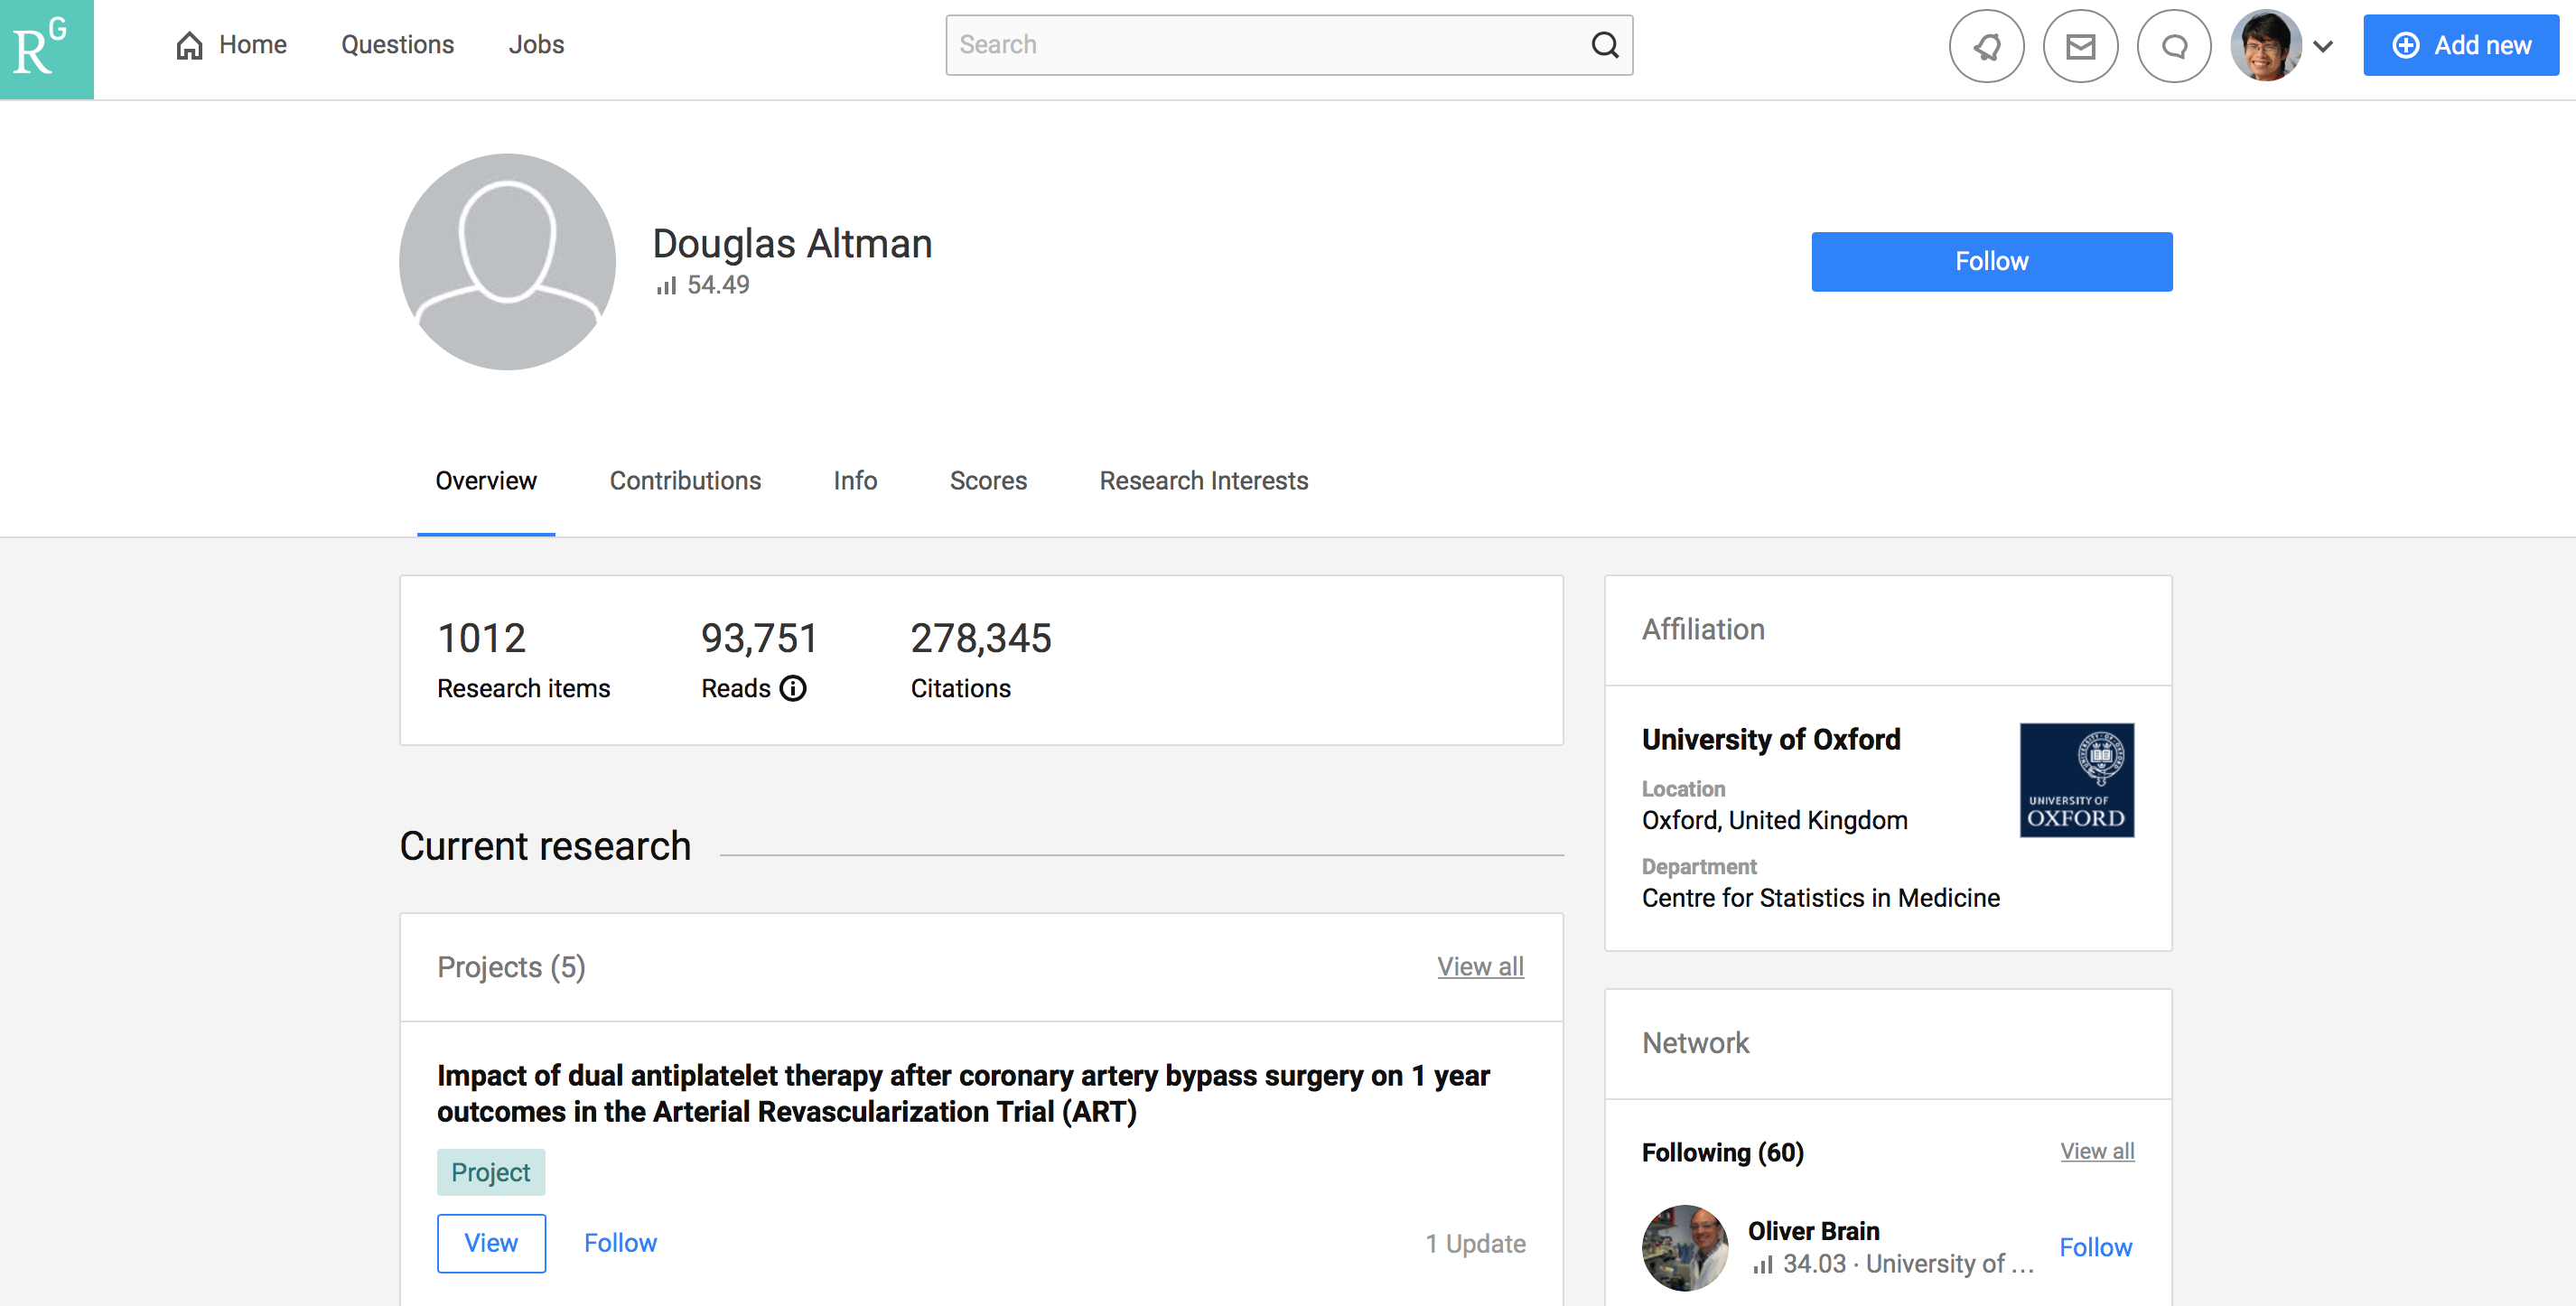 RG
Home
Questions
Jobs
Search
Add new
Douglas Altman
54.49
Follow
Overview
Contributions
Info
Scores
Research Interests
1012
93,751
278,345
Research items
Reads
Citations
Current research
Projects (5)
View all
Impact of dual antiplatelet therapy after coronary artery bypass surgery on 1 year
outcomes in the Arterial Revascularization Trial (ART)
Project
View
Follow
1 Update
Affiliation
University of Oxford
Location
Oxford, United Kingdom
Department
Centre for Statistics in Medicine
UNIVERSITY OF
OXFORD
Network
Following (60)
View all
Oliver Brain
34.03 · University of ...
Follow